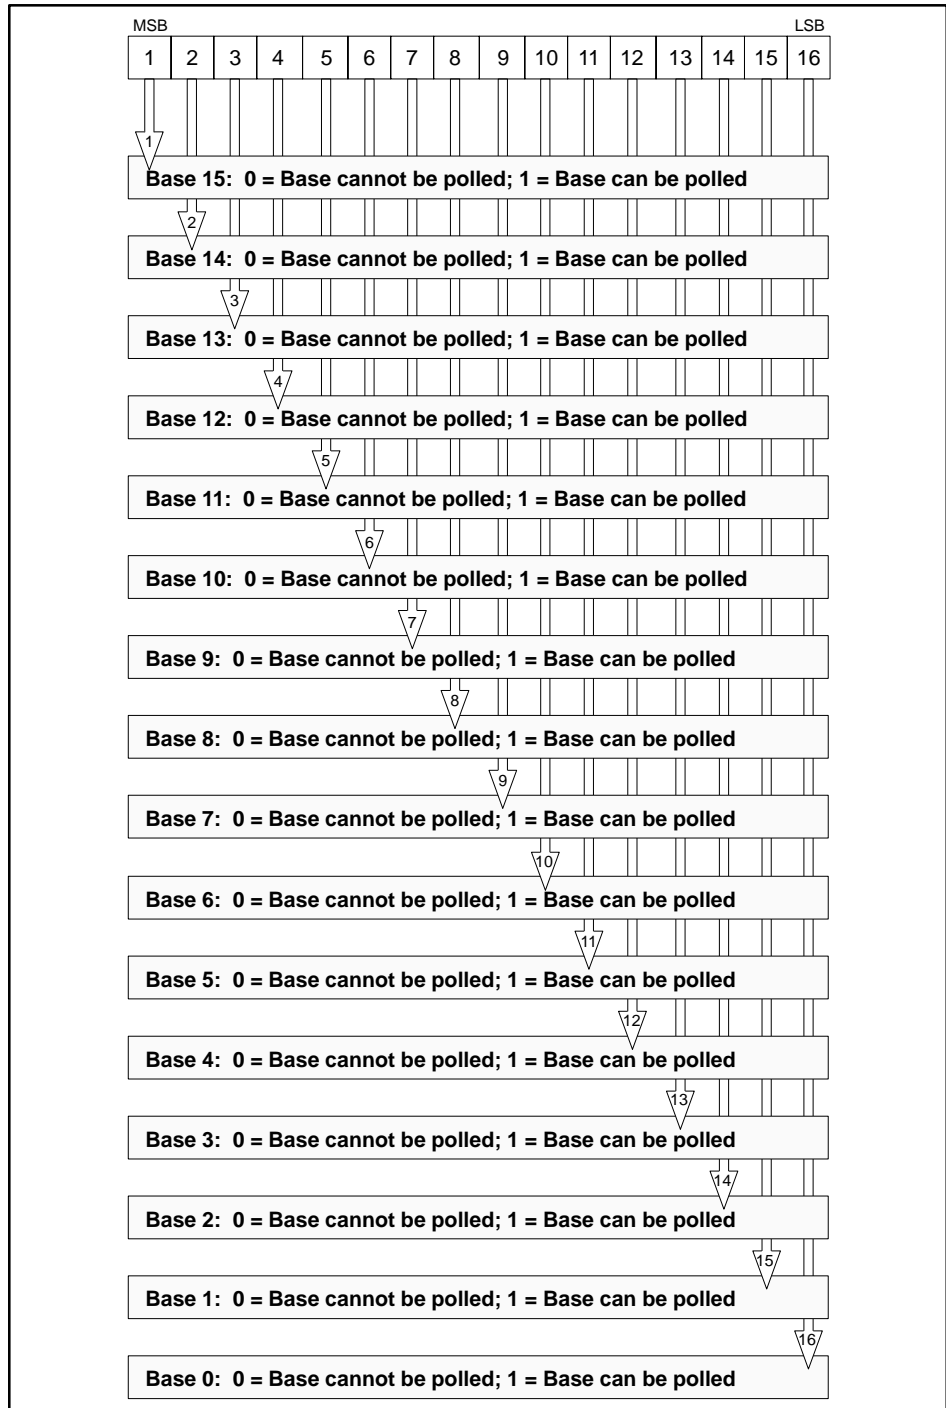 MSB LSB
1 2 3 4 5 6 7 8 9 10 11 12 13 14 15 16
1
Base 15: 0 = Base cannot be polled; 1 = Base can be polled
2
Base 14: 0 = Base cannot be polled; 1 = Base can be polled
3
Base 13: 0 = Base cannot be polled; 1 = Base can be polled
4
Base 12: 0 = Base cannot be polled; 1 = Base can be polled
5
Base 11: 0 = Base cannot be polled; 1 = Base can be polled
6
Base 10: 0 = Base cannot be polled; 1 = Base can be polled
7
Base 9: 0 = Base cannot be polled; 1 = Base can be polled
8
Base 8: 0 = Base cannot be polled; 1 = Base can be polled
9
Base 7: 0 = Base cannot be polled; 1 = Base can be polled
10
Base 6: 0 = Base cannot be polled; 1 = Base can be polled
11
Base 5: 0 = Base cannot be polled; 1 = Base can be polled
12
Base 4: 0 = Base cannot be polled; 1 = Base can be polled
13
Base 3: 0 = Base cannot be polled; 1 = Base can be polled
14
Base 2: 0 = Base cannot be polled; 1 = Base can be polled
15
Base 1: 0 = Base cannot be polled; 1 = Base can be polled
16
Base 0: 0 = Base cannot be polled; 1 = Base can be polled